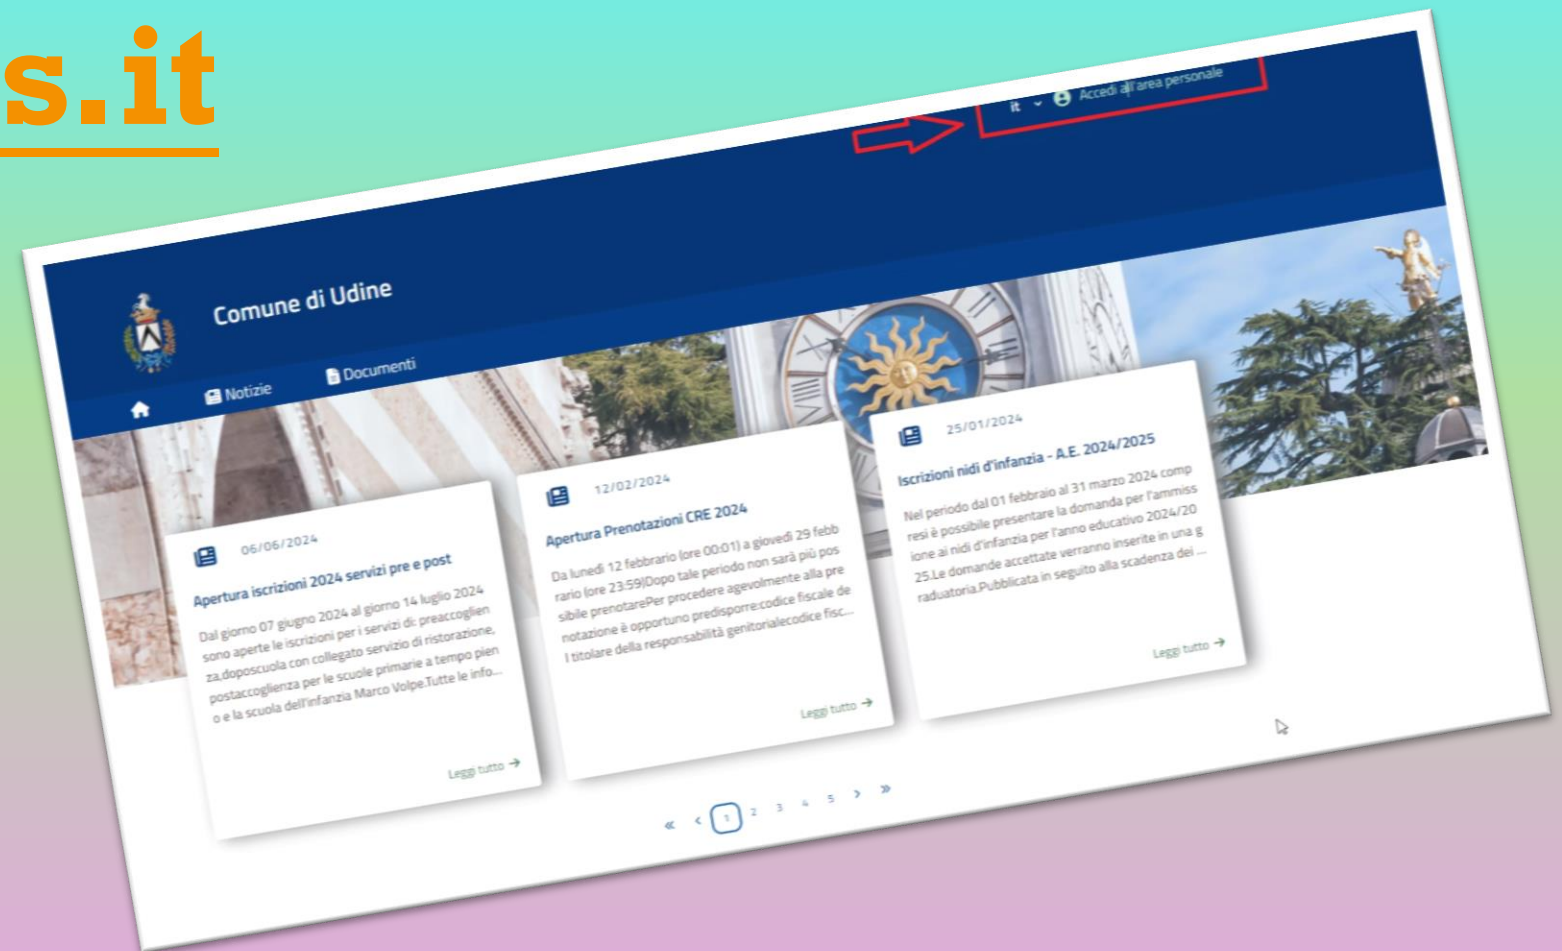 s.it
it
Accedi all'area personale
Comune di Udine
Notizie
Documenti
06/06/2024
Apertura iscrizioni 2024 servizi pre e post
Dal giorno 07 giugno 2024 al giorno 14 luglio 2024
sono aperte le iscrizioni per i servizi di: preaccoglien
za,doposcuola con collegato servizio di ristorazione,
postaccoglienza per le scuole primarie a tempo pien
o e la scuola dell'infanzia Marco Volpe.Tutte le info...
Leggi tutto →
12/02/2024
Apertura Prenotazioni CRE 2024
Da lunedì 12 febbrario (ore 00:01) a giovedì 29 febb
rario (ore 23:59)Dopo tale periodo non sarà più pos
sibile prenotarePer procedere agevolmente alla pre
notazione è opportuno predisporre:codice fiscale de
l titolare della responsabilità genitorialecodice fisc...
Leggi tutto →
25/01/2024
Iscrizioni nidi d'infanzia - A.E. 2024/2025
Nel periodo dal 01 febbraio al 31 marzo 2024 comp
resi è possibile presentare la domanda per l'ammiss
ione ai nidi d'infanzia per l'anno educativo 2024/20
25.Le domande accettate verranno inserite in una g
raduatoria.Pubblicata in seguito alla scadenza dei ...
Leggi tutto →
« ‹ 1 2 3 4 5 › »